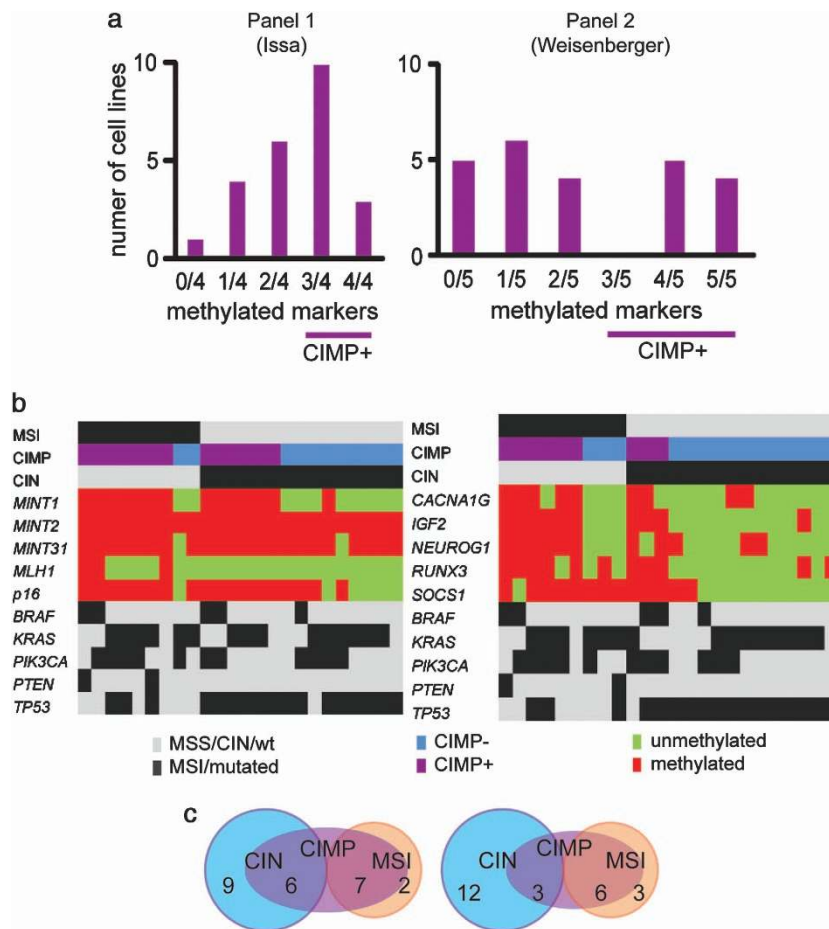 a
Panel 1
(Issa)
Panel 2
(Weisenberger)
numer of cell lines
10
5
0
0/4 1/4 2/4 3/4 4/4
methylated markers
CIMP+
10
5
0
0/5 1/5 2/5 3/5 4/5 5/5
methylated markers
CIMP+
b
MSI
CIMP
CIN
MINT1
MINT2
MINT31
MLH1
p16
BRAF
KRAS
PIK3CA
PTEN
TP53
MSI
CIMP
CIN
CACNA1G
IGF2
NEUROG1
RUNX3
SOCS1
BRAF
KRAS
PIK3CA
PTEN
TP53
MSS/CIN/wt
MSI/mutated
CIMP-
CIMP+
unmethylated
methylated
c
CIN CIMP MSI
9 6 7 2
CIN CIMP MSI
12 3 6 3